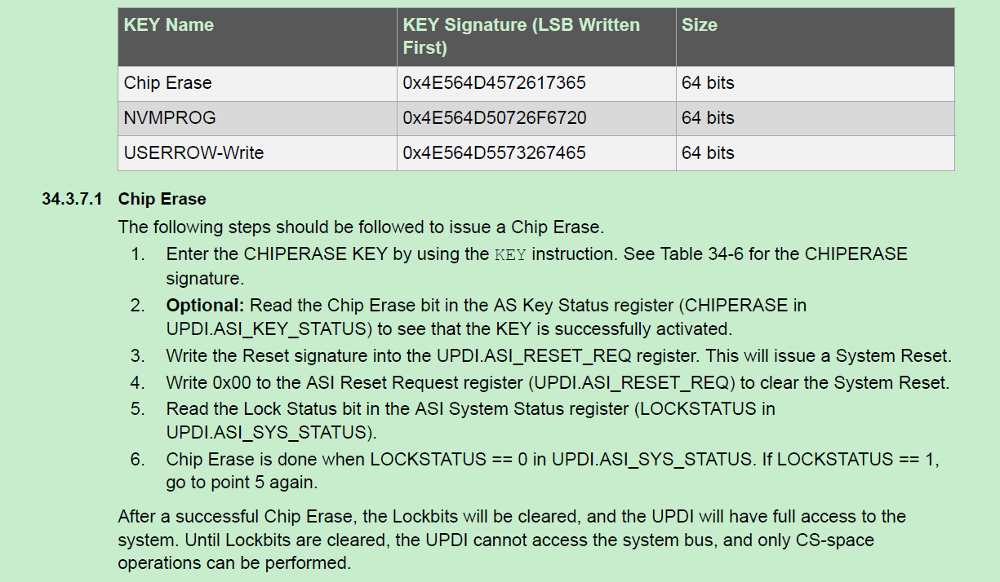 KEY Name KEY Signature (LSB Written First) Size
Chip Erase 0x4E564D4572617365 64 bits
NVMPROG 0x4E564D50726F6720 64 bits
USERROW-Write 0x4E564D5573267465 64 bits
34.3.7.1 Chip Erase
The following steps should be followed to issue a Chip Erase.
1. Enter the CHIPERASE KEY by using the KEY instruction. See Table 34-6 for the CHIPERASE
signature.
2. Optional: Read the Chip Erase bit in the AS Key Status register (CHIPERASE in
UPDI.ASI_KEY_STATUS) to see that the KEY is successfully activated.
3. Write the Reset signature into the UPDI.ASI_RESET_REQ register. This will issue a System Reset.
4. Write 0x00 to the ASI Reset Request register (UPDI.ASI_RESET_REQ) to clear the System Reset.
5. Read the Lock Status bit in the ASI System Status register (LOCKSTATUS in
UPDI.ASI_SYS_STATUS).
6. Chip Erase is done when LOCKSTATUS == 0 in UPDI.ASI_SYS_STATUS. If LOCKSTATUS == 1,
go to point 5 again.
After a successful Chip Erase, the Lockbits will be cleared, and the UPDI will have full access to the
system. Until Lockbits are cleared, the UPDI cannot access the system bus, and only CS-space
operations can be performed.